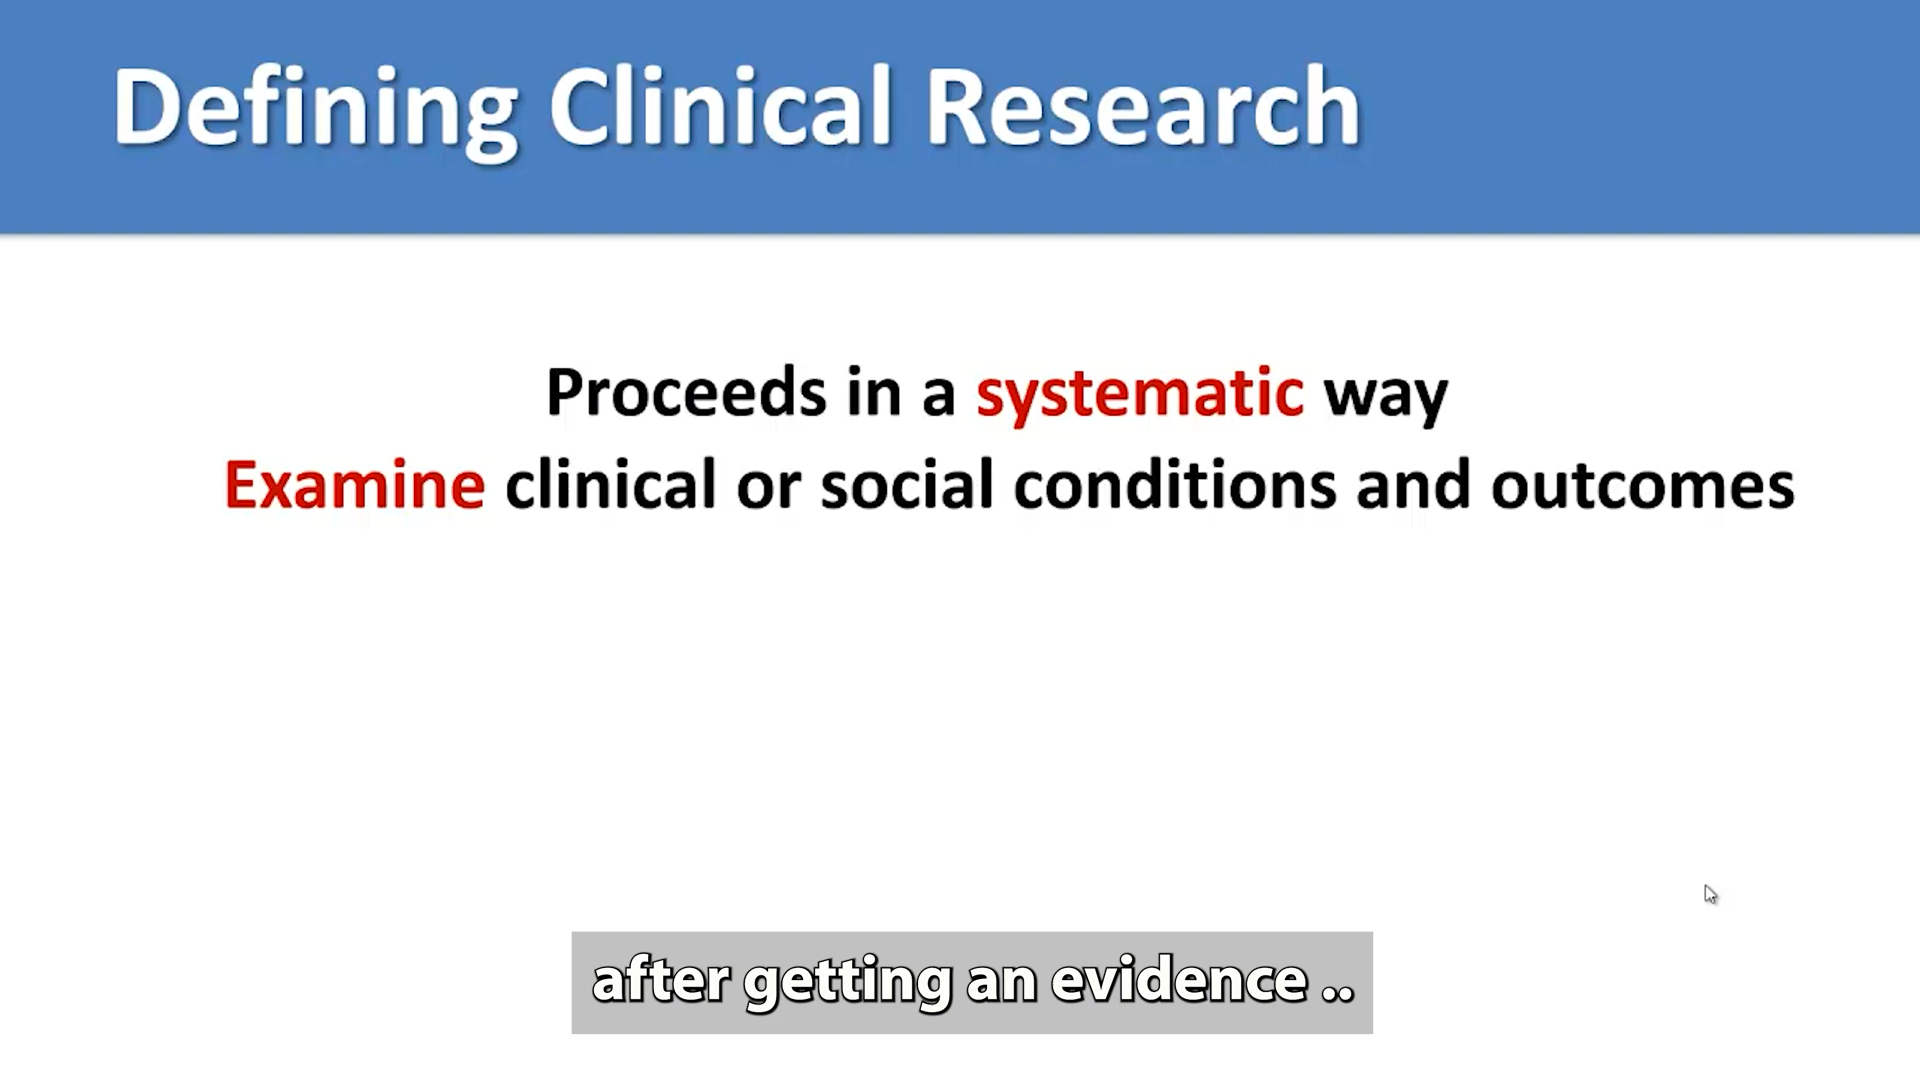 Defining Clinical Research
Proceeds in a systematic way
Examine clinical or social conditions and outcomes
after getting an evidence ..